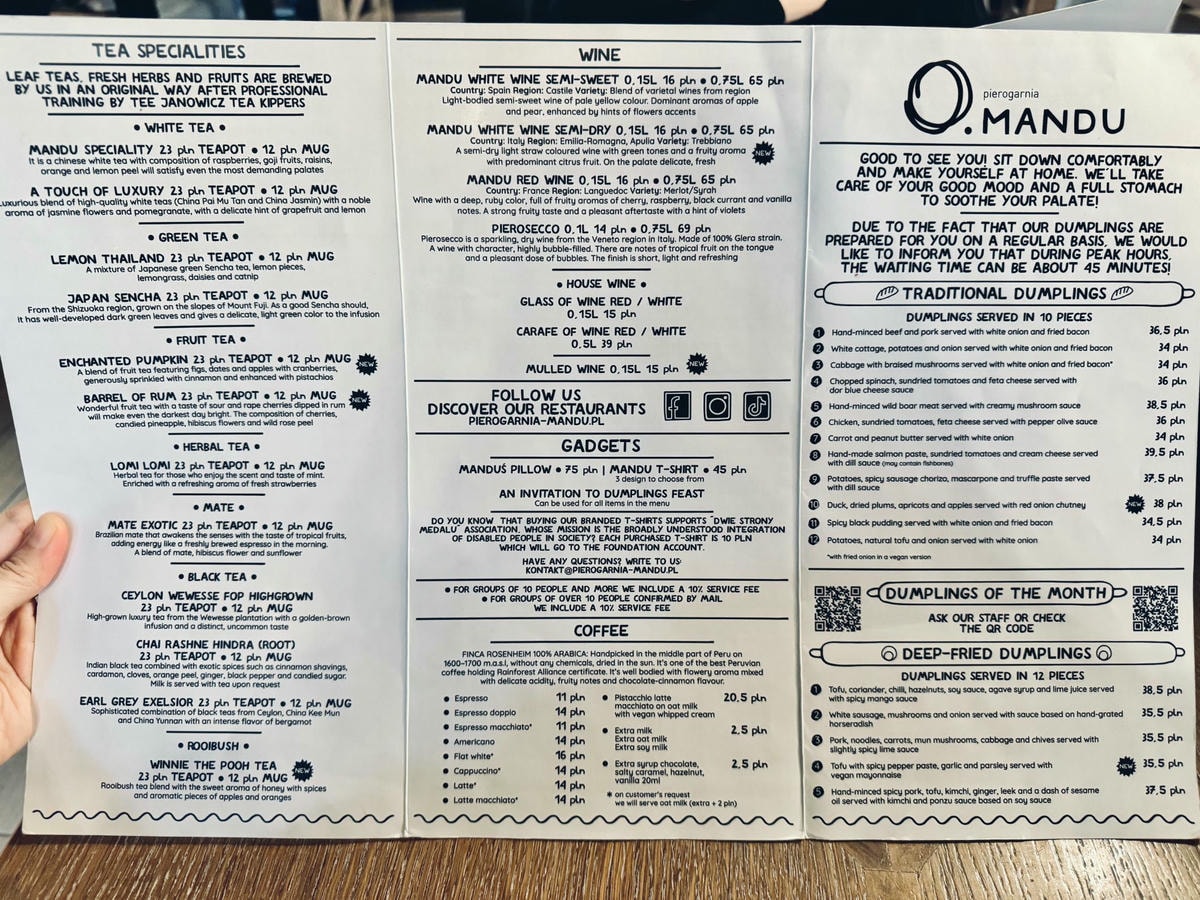 TEA SPECIALITIES
LEAF TEAS, FRESH HERBS AND FRUITS ARE BREWED
BY US IN AN ORIGINAL WAY AFTER PROFESSIONAL
TRAINING BY TEE JANOWICZ TEA KIPPERS
• WHITE TEA •
MANDU SPECIALITY 23 pln TEAPOT • 12 pln MUG
It is a chinese white tea with composition of raspberries, goji fruits, raisins,
orange and lemon peel will satisfy even the most demanding palates
A TOUCH OF LUXURY 23 pln TEAPOT • 12 pln MUG
Luxurious blend of high-quality white teas (China Pai Mu Tan and China Jasmin) with a noble
aroma of jasmine flowers and pomegranate, with a delicate hint of grapefruit and lemon
• GREEN TEA •
LEMON THAILAND 23 pln TEAPOT • 12 pln MUG
A mixture of Japanese green Sencha tea, lemon pieces,
lemongrass, daisies and catnip
JAPAN SENCHA 23 pln TEAPOT • 12 pln MUG
From the Shizuoka region, grown on the slopes of Mount Fuji. As a good Sencha should,
it has well-developed dark green leaves and gives a delicate, light green color to the infusion
• FRUIT TEA •
ENCHANTED PUMPKIN 23 pln TEAPOT • 12 pln MUG NEW
A blend of fruit tea featuring figs, dates and apples with cranberries,
generously sprinkled with cinnamon and enhanced with pistachios
BARREL OF RUM 23 pln TEAPOT • 12 pln MUG NEW
Wonderful fruit tea with a taste of sour and rape cherries dipped in rum
will make even the darkest day bright. The composition of cherries,
candied pineapple, hibiscus flowers and wild rose peel
• HERBAL TEA •
LOMI LOMI 23 pln TEAPOT • 12 pln MUG
Herbal tea for those who enjoy the scent and taste of mint.
Enriched with a refreshing aroma of fresh strawberries
• MATE •
MATE EXOTIC 23 pln TEAPOT • 12 pln MUG
Brazilian mate that awakens the senses with the taste of tropical fruits,
adding energy like a freshly brewed espresso in the morning.
A blend of mate, hibiscus flower and sunflower
• BLACK TEA •
CEYLON WEWESSE FOP HIGHGROWN
23 pln TEAPOT • 12 pln MUG
High-grown luxury tea from the Wewesse plantation with a golden-brown
infusion and a distinct, uncommon taste
CHAI RASHNE HINDRA (ROOT)
23 pln TEAPOT • 12 pln MUG
Indian black tea combined with exotic spices such as cinnamon shavings,
cardamon, cloves, orange peel, ginger, black pepper and candied sugar.
Milk is served with tea upon request
EARL GREY EXELSIOR 23 pln TEAPOT • 12 pln MUG
Sophisticated combination of black teas from Ceylon, China Kee Mun
and China Yunnan with an intense flavor of bergamot
• ROOIBUSH •
WINNIE THE POOH TEA
23 pln TEAPOT • 12 pln MUG NEW
Rooibush tea blend with the sweet aroma of honey with spices
and aromatic pieces of apples and oranges
WINE
MANDU WHITE WINE SEMI-SWEET 0,15L 16 pln • 0,75L 65 pln
Country: Spain Region: Castile Variety: Blend of varietal wines from region
Light-bodied semi-sweet wine of pale yellow colour. Dominant aromas of apple
and pear, enhanced by hints of flowers accents
MANDU WHITE WINE SEMI-DRY 0,15L 16 pln • 0,75L 65 pln
Country: Italy Region: Emilia-Romagna, Apulia Variety: Trebbiano
A semi-dry light straw coloured wine with green tones and a fruity aroma NEW
with predominant citrus fruit. On the palate delicate, fresh
MANDU RED WINE 0,15L 16 pln • 0,75L 65 pln
Country: France Region: Languedoc Variety: Merlot/Syrah
Wine with a deep, ruby color, full of fruity aromas of cherry, raspberry, black currant and vanilla
notes. A strong fruity taste and a pleasant aftertaste with a hint of violets
PIEROSECCO 0,1L 14 pln • 0,75L 69 pln
Pierosecco is a sparkling, dry wine from the Veneto region in Italy. Made of 100% Glera strain.
A wine with character, highly bubble-filled. There are notes of tropical fruit on the tongue
and a pleasant dose of bubbles. The finish is short, light and refreshing
• HOUSE WINE •
GLASS OF WINE RED / WHITE
0,15L 15 pln
CARAFE OF WINE RED / WHITE
0,5L 39 pln
MULLED WINE 0,15L 15 pln NEW
FOLLOW US
DISCOVER OUR RESTAURANTS
PIEROGARNIA-MANDU.PL
GADGETS
MANDUŚ PILLOW • 75 pln | MANDU T-SHIRT • 45 pln
3 design to choose from
AN INVITATION TO DUMPLINGS FEAST
Can be used for all items in the menu
DO YOU KNOW THAT BUYING OUR BRANDED T-SHIRTS SUPPORTS "DWIE STRONY
MEDALU" ASSOCIATION, WHOSE MISSION IS THE BROADLY UNDERSTOOD INTEGRATION
OF DISABLED PEOPLE IN SOCIETY? EACH PURCHASED T-SHIRT IS 10 PLN
WHICH WILL GO TO THE FOUNDATION ACCOUNT.
HAVE ANY QUESTIONS? WRITE TO US:
KONTAKT@PIEROGARNIA-MANDU.PL
• FOR GROUPS OF 10 PEOPLE AND MORE WE INCLUDE A 10% SERVICE FEE
• FOR GROUPS OF OVER 10 PEOPLE CONFIRMED BY MAIL
WE INCLUDE A 10% SERVICE FEE
COFFEE
FINCA ROSENHEIM 100% ARABICA: Handpicked in the middle part of Peru on
1600-1700 m.a.s.l, without any chemicals, dried in the sun. It's one of the best Peruvian
coffee holding Rainforest Alliance certificate. It's well bodied with flowery aroma mixed
with delicate acidity, fruity notes and chocolate-cinnamon flavour.
• Espresso 11 pln
• Espresso doppio 14 pln
• Espresso macchiato* 11 pln
• Americano 14 pln
• Flat white* 16 pln
• Cappuccino* 14 pln
• Latte* 14 pln
• Latte macchiato* 14 pln
• Pistacchio latte 20,5 pln
macchiato on oat milk
with vegan whipped cream
• Extra milk 2,5 pln
Extra oat milk
Extra soy milk
• Extra syrup chocolate, 2,5 pln
salty caramel, hazelnut,
vanilla 20ml
* on customer's request
we will serve oat milk (extra + 2 pln)
pierogarnia
O.MANDU
GOOD TO SEE YOU! SIT DOWN COMFORTABLY
AND MAKE YOURSELF AT HOME. WE'LL TAKE
CARE OF YOUR GOOD MOOD AND A FULL STOMACH
TO SOOTHE YOUR PALATE!
DUE TO THE FACT THAT OUR DUMPLINGS ARE
PREPARED FOR YOU ON A REGULAR BASIS, WE WOULD
LIKE TO INFORM YOU THAT DURING PEAK HOURS,
THE WAITING TIME CAN BE ABOUT 45 MINUTES!
TRADITIONAL DUMPLINGS
DUMPLINGS SERVED IN 10 PIECES
1 Hand-minced beef and pork served with white onion and fried bacon 36,5 pln
2 White cottage, potatoes and onion served with white onion and fried bacon 34 pln
3 Cabbage with braised mushrooms served with white onion and fried bacon* 34 pln
4 Chopped spinach, sundried tomatoes and feta cheese served with 36 pln
dor blue cheese sauce
5 Hand-minced wild boar meat served with creamy mushroom sauce 38,5 pln
6 Chicken, sundried tomatoes, feta cheese served with pepper olive sauce 36 pln
7 Carrot and peanut butter served with white onion 34 pln
8 Hand-made salmon paste, sundried tomatoes and cream cheese served 39,5 pln
with dill sauce (may contain fishbones)
9 Potatoes, spicy sausage chorizo, mascarpone and truffle paste served 37,5 pln
with dill sauce
10 Duck, dried plums, apricots and apples served with red onion chutney NEW 38 pln
11 Spicy black pudding served with white onion and fried bacon 34,5 pln
12 Potatoes, natural tofu and onion served with white onion 34 pln
*with fried onion in a vegan version
DUMPLINGS OF THE MONTH
ASK OUR STAFF OR CHECK
THE QR CODE
DEEP-FRIED DUMPLINGS
DUMPLINGS SERVED IN 12 PIECES
1 Tofu, coriander, chilli, hazelnuts, soy sauce, agave syrup and lime juice served 38,5 pln
with spicy mango sauce
2 White sausage, mushrooms and onion served with sauce based on hand-grated 35,5 pln
horseradish
3 Pork, noodles, carrots, mun mushrooms, cabbage and chives served with 35,5 pln
slightly spicy lime sauce
4 Tofu with spicy pepper paste, garlic and parsley served with NEW 35,5 pln
vegan mayonnaise
5 Hand-minced spicy pork, tofu, kimchi, ginger, leek and a dash of sesame 37,5 pln
oil served with kimchi and ponzu sauce based on soy sauce